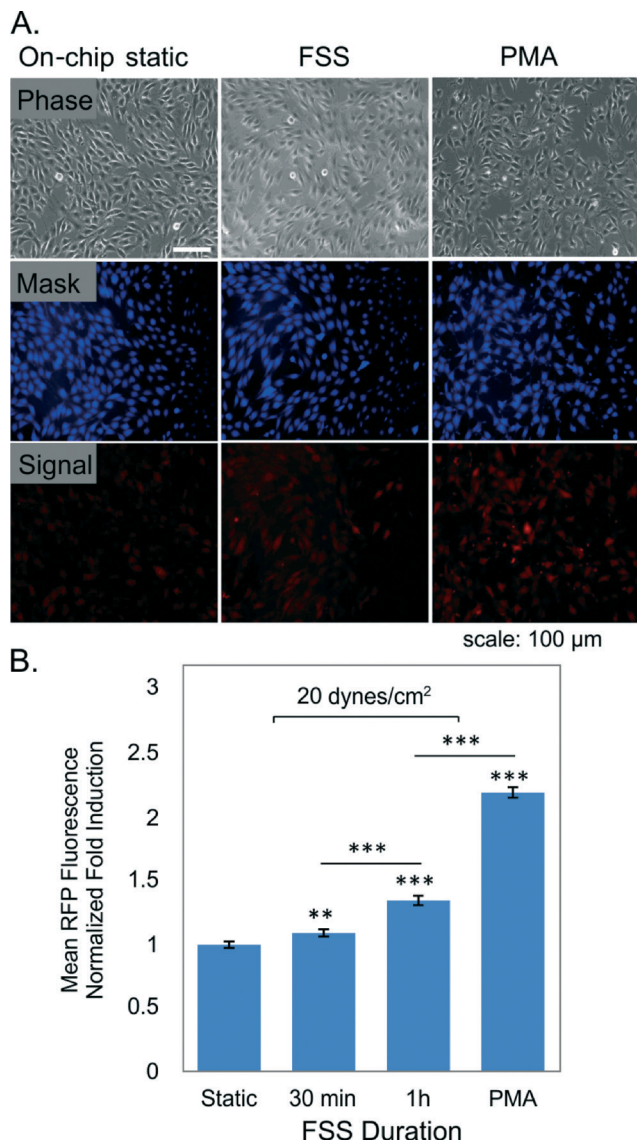 A.
On-chip static FSS PMA
Phase
Mask
Signal
scale: 100 µm
B.
Mean RFP Fluorescence
Normalized Fold Induction
3
2.5
2
1.5
1
0.5
0
20 dynes/cm²
***
***
***
***
**
Static 30 min 1h PMA
FSS Duration